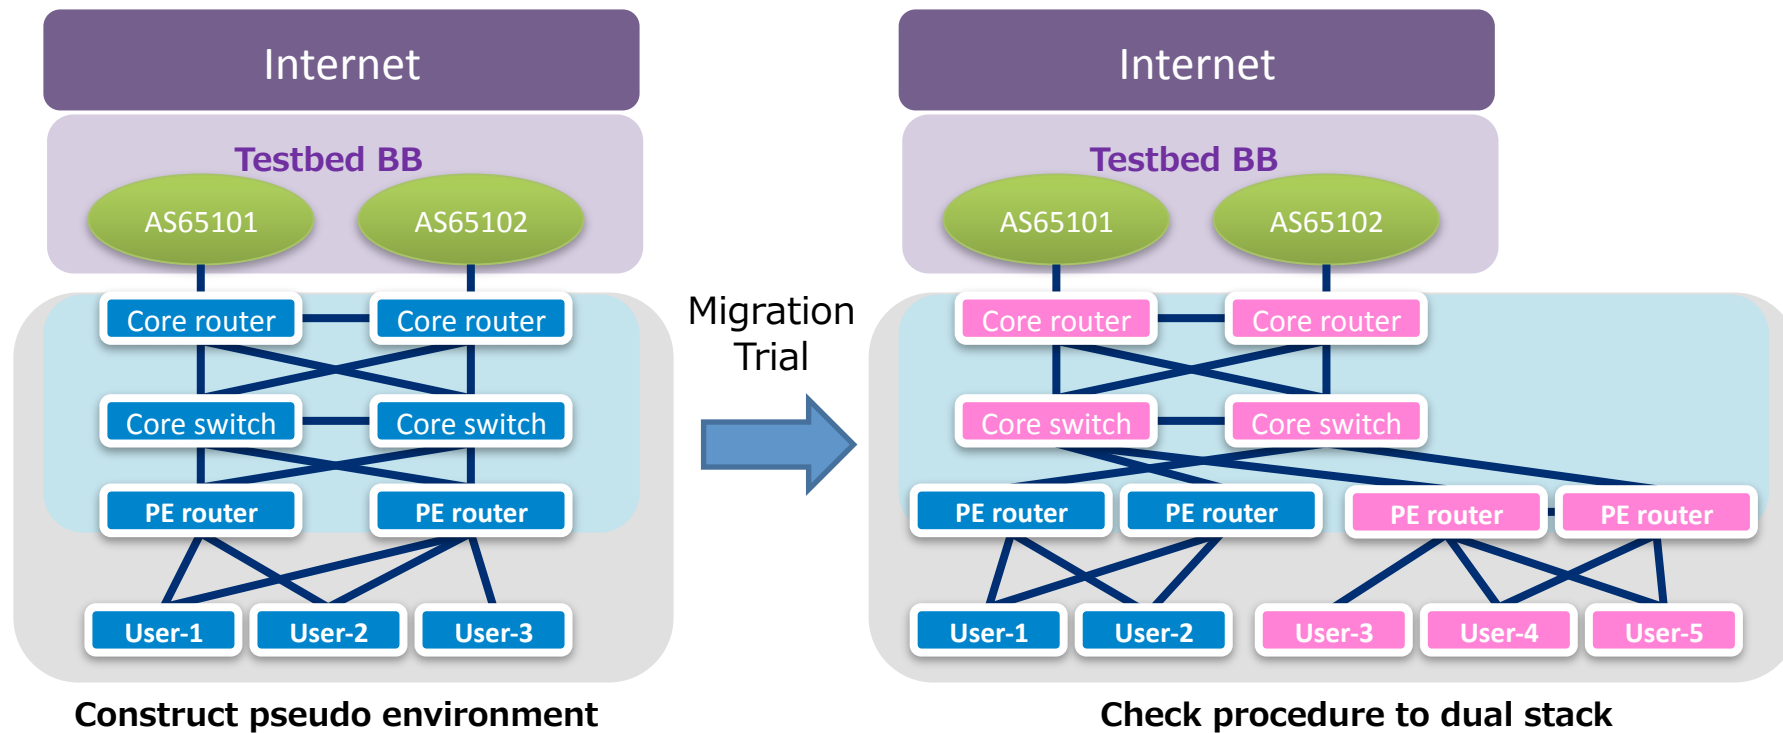 Internet
Testbed BB
AS65101 AS65102
Core router Core router
Core switch Core switch
PE router PE router
User-1 User-2 User-3
Construct pseudo environment
Migration
Trial
Internet
Testbed BB
AS65101 AS65102
Core router Core router
Core switch Core switch
PE router PE router PE router PE router
User-1 User-2 User-3 User-4 User-5
Check procedure to dual stack